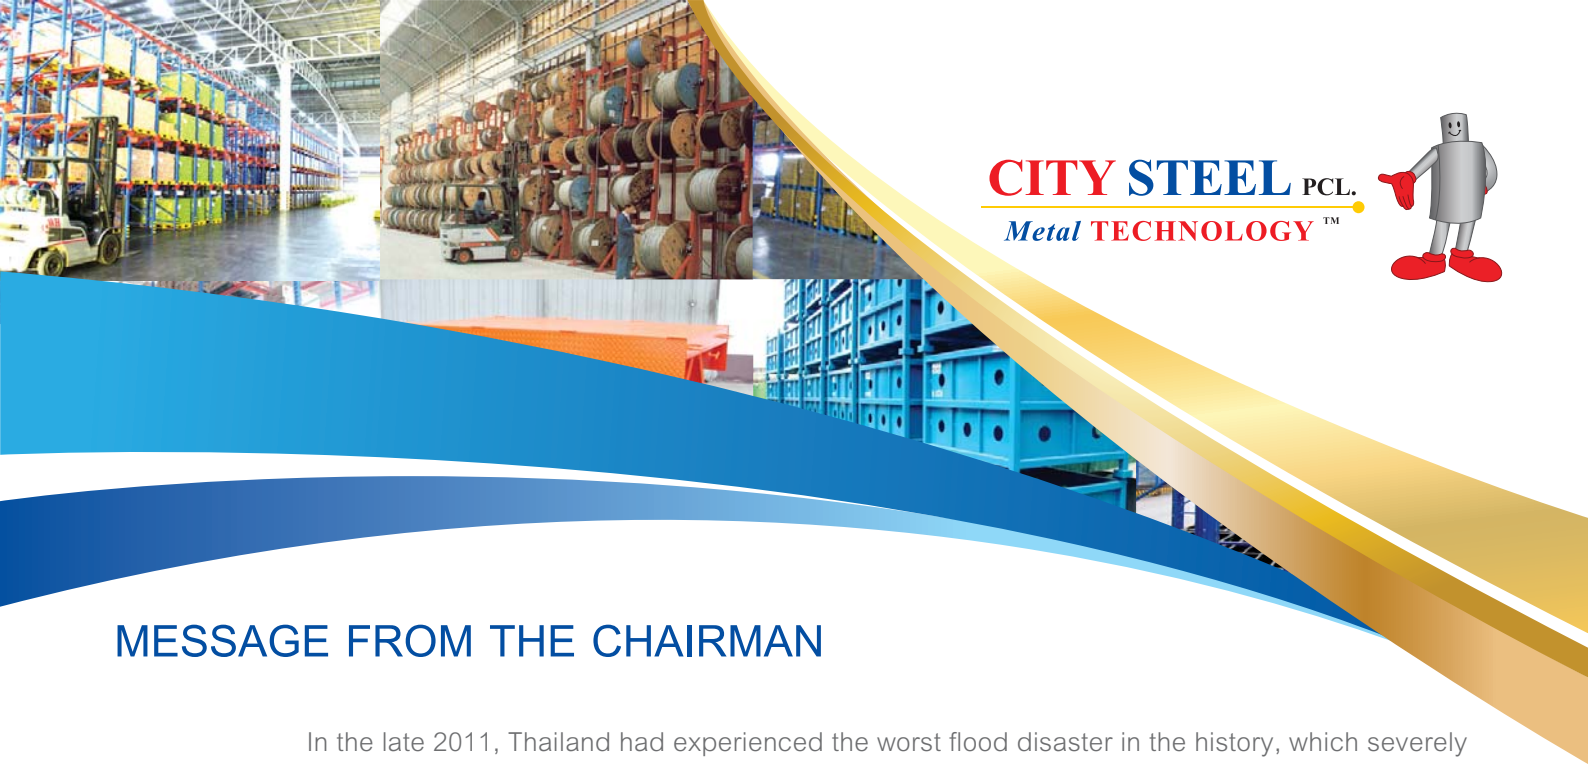 CITY STEEL PCL.
Metal TECHNOLOGY ™
MESSAGE FROM THE CHAIRMAN
In the late 2011, Thailand had experienced the worst flood disaster in the history, which severely